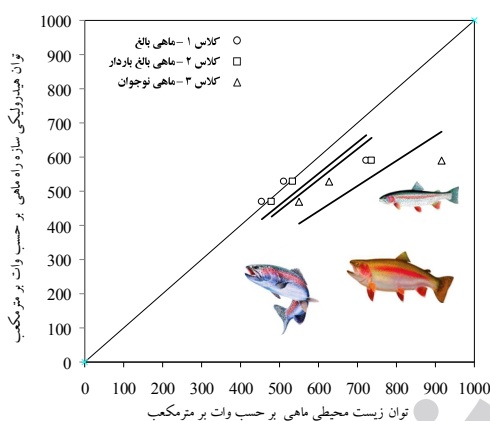 توان هیدرولیکی سازه راه ماهی بر حسب وات بر مترمکعب
1000
900
800
700
600
500
400
300
200
100
0
کلاس ۱ -ماهی بالغ
کلاس ۲ -ماهی بالغ باردار
کلاس ۳ -ماهی نوجوان
0 100 200 300 400 500 600 700 800 900 1000
توان زیست محیطی ماهی بر حسب وات بر مترمکعب